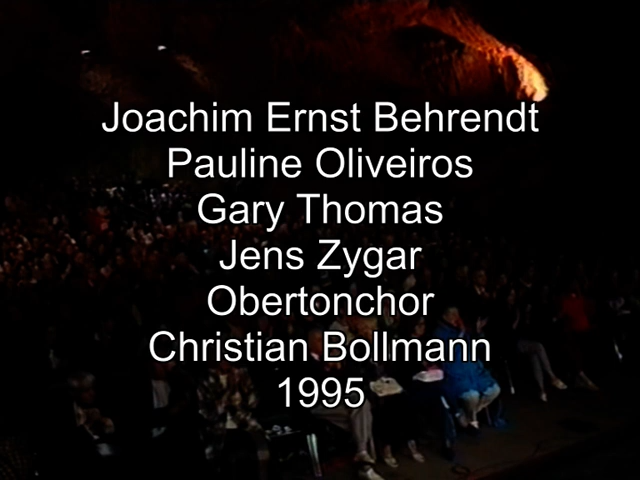 Joachim Ernst Behrendt
Pauline Oliveiros
Gary Thomas
Jens Zygar
Obertonchor
Christian Bollmann
1995